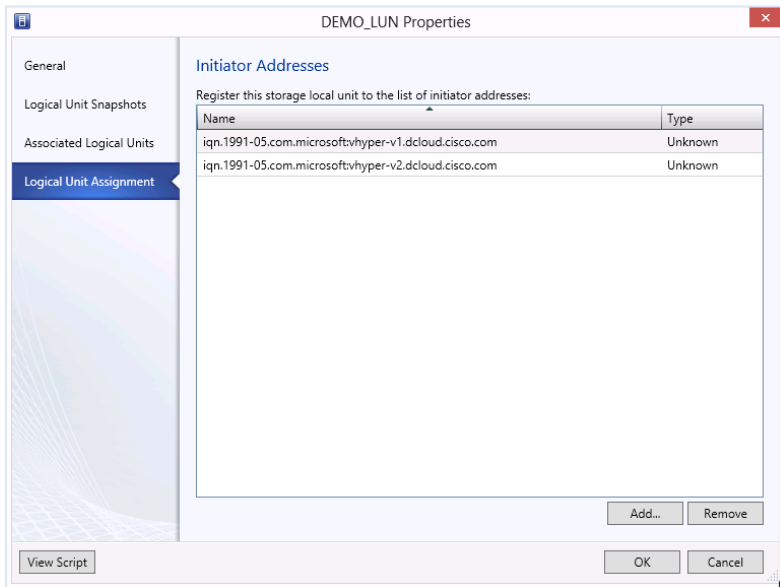 DEMO_LUN Properties
General
Logical Unit Snapshots
Associated Logical Units
Logical Unit Assignment
Initiator Addresses
Register this storage local unit to the list of initiator addresses:
Name Type
iqn.1991-05.com.microsoft:vhyper-v1.dcloud.cisco.com Unknown
iqn.1991-05.com.microsoft:vhyper-v2.dcloud.cisco.com Unknown
Add... Remove
View Script OK Cancel